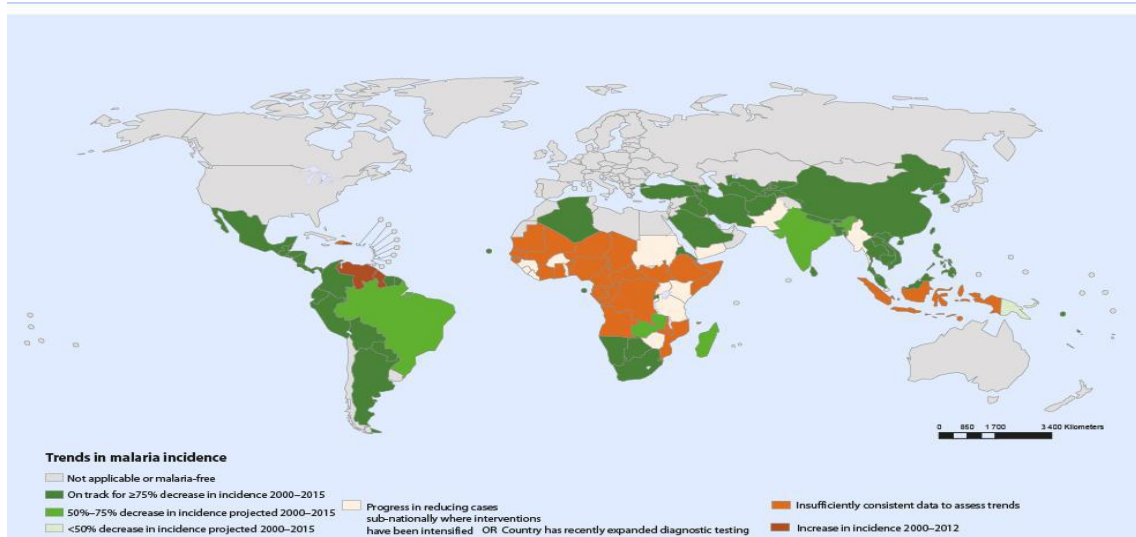 0 850 1 700 3 400 Kilometers
Trends in malaria incidence
Not applicable or malaria-free
On track for ≥75% decrease in incidence 2000–2015
50%–75% decrease in incidence projected 2000–2015
<50% decrease in incidence projected 2000–2015
Progress in reducing cases
sub-nationally where interventions
have been intensified OR Country has recently expanded diagnostic testing
Insufficiently consistent data to assess trends
Increase in incidence 2000–2012